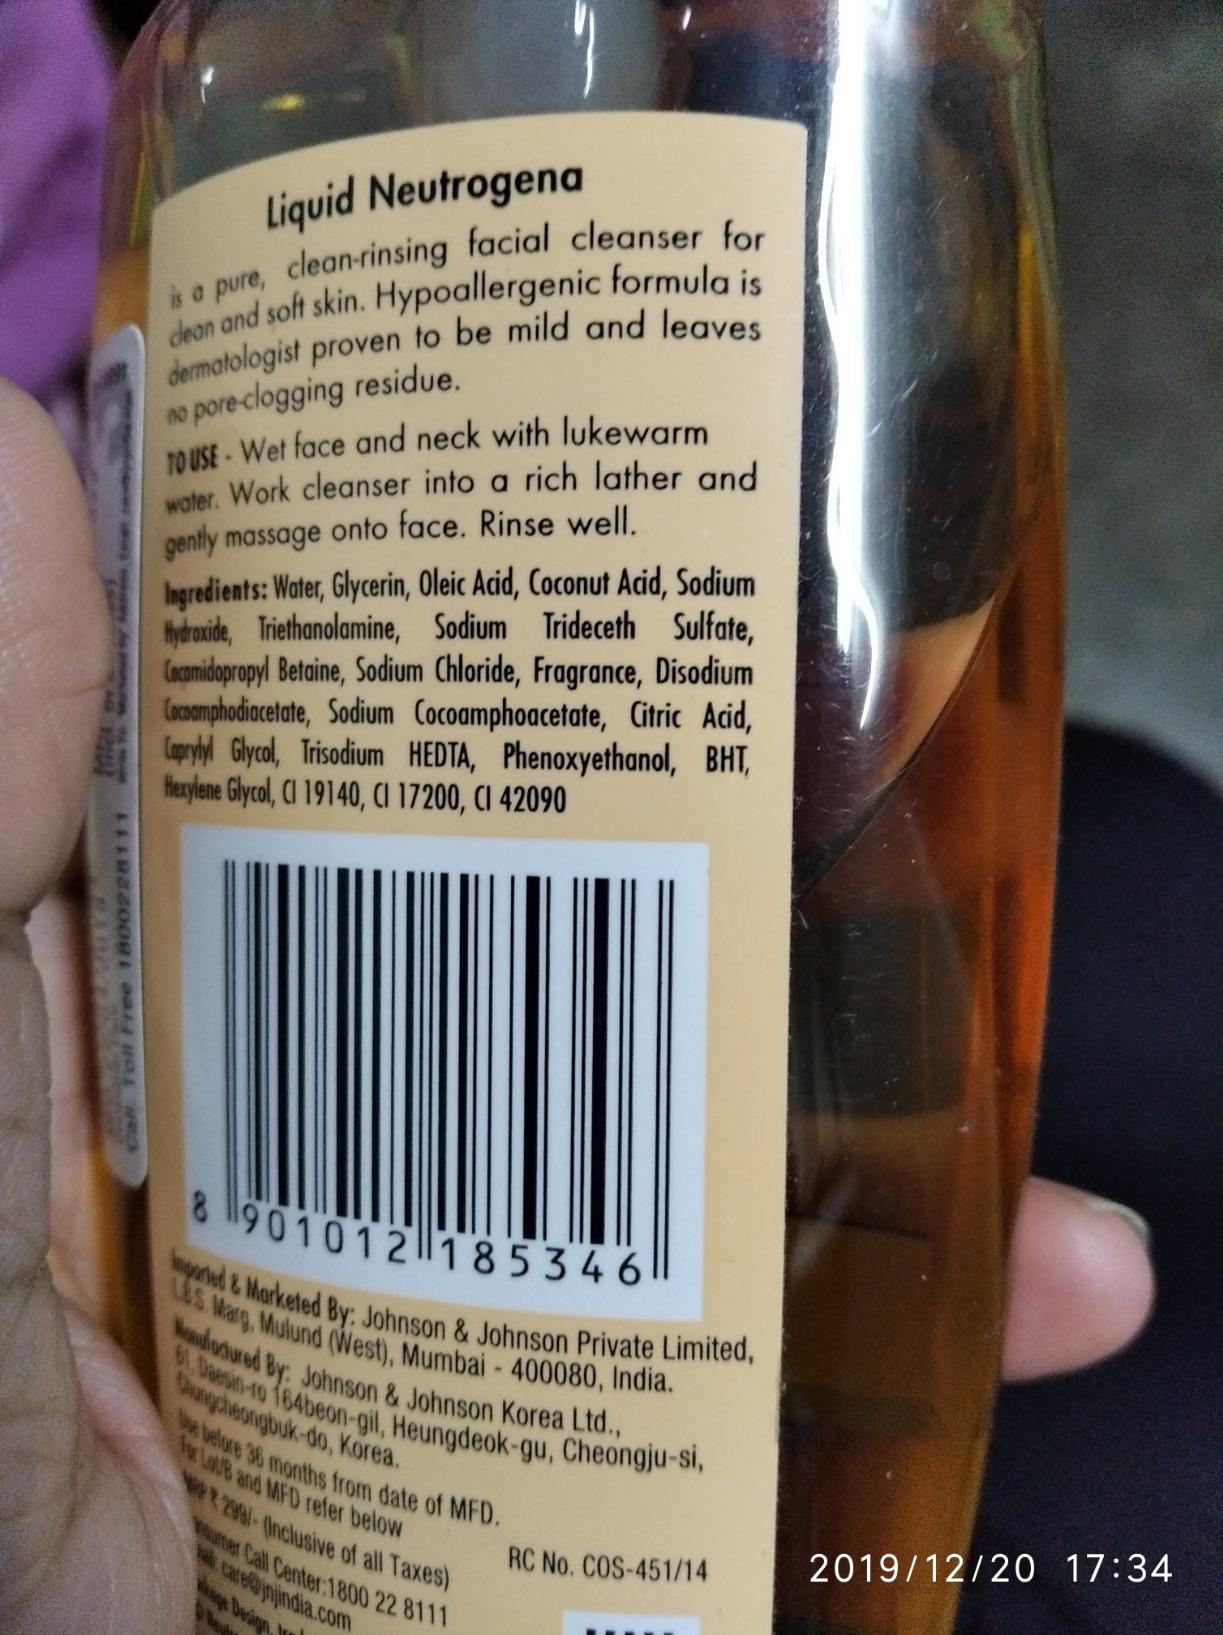 Liquid Neutrogena
is a pure, clean-rinsing facial cleanser for
clean and soft skin. Hypoallergenic formula is
dermatologist proven to be mild and leaves
no pore-clogging residue.
TO USE - Wet face and neck with lukewarm
water. Work cleanser into a rich lather and
gently massage onto face. Rinse well.
Ingredients: Water, Glycerin, Oleic Acid, Coconut Acid, Sodium
Hydroxide, Triethanolamine, Sodium Trideceth Sulfate,
Cocamidopropyl Betaine, Sodium Chloride, Fragrance, Disodium
Cocoamphodiacetate, Sodium Cocoamphoacetate, Citric Acid,
Caprylyl Glycol, Trisodium HEDTA, Phenoxyethanol, BHT,
Hexylene Glycol, CI 19140, CI 17200, CI 42090
8 901012 185346
Imported & Marketed By: Johnson & Johnson Private Limited,
L.B.S. Marg, Mulund (West), Mumbai - 400080, India.
Manufactured By: Johnson & Johnson Korea Ltd.,
61, Daesin-ro 164beon-gil, Heungdeok-gu, Cheongju-si,
Chungcheongbuk-do, Korea.
Use before 36 months from date of MFD.
For Lot/B and MFD refer below
MRP ₹ 299/- (Inclusive of all Taxes)
Call Center:1800 22 8111
care@jnjindia.com
Design,
RC No. COS-451/14
Call. Toll Free 1800228111
2019/12/20 17:34